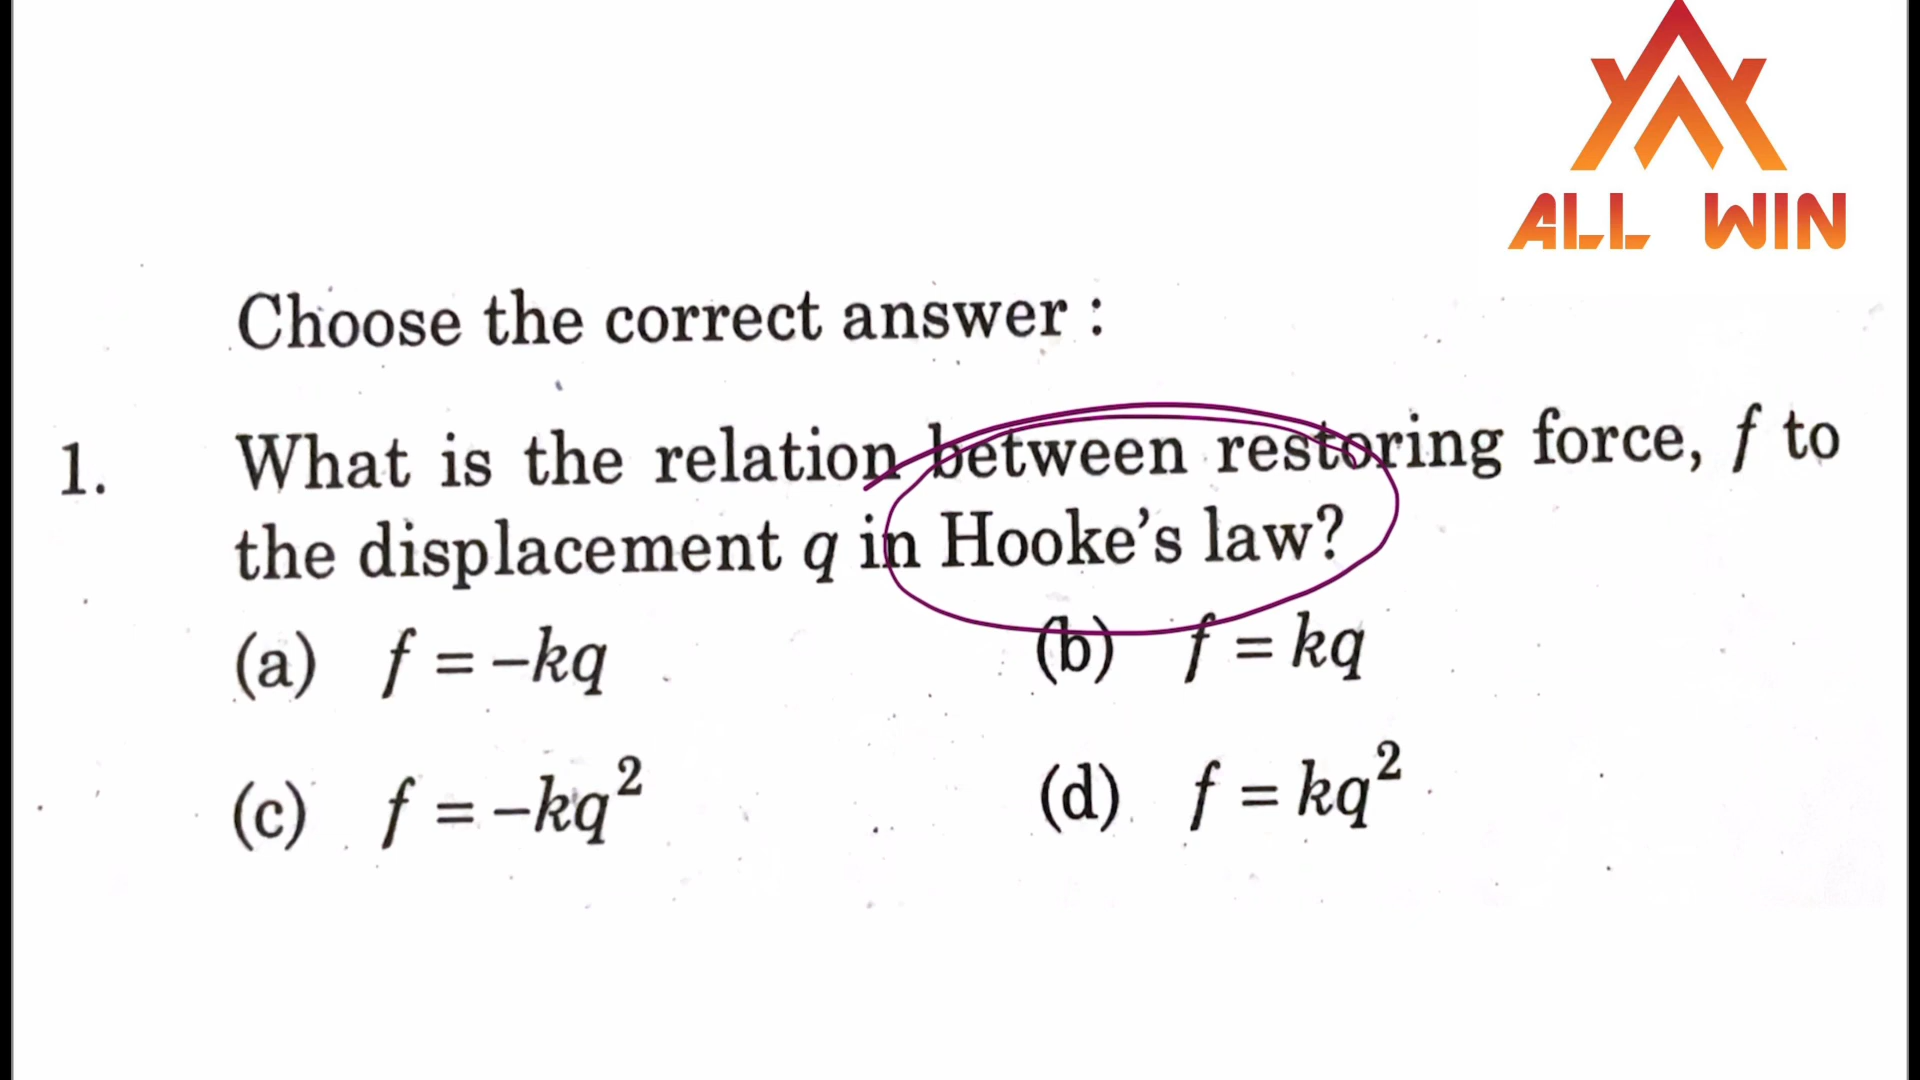 ALL WIN
Choose the correct answer :
1. What is the relation between restoring force, f to
the displacement q in Hooke's law?
(a) f = –kq (b) f = kq
(c) f = –kq² (d) f = kq²